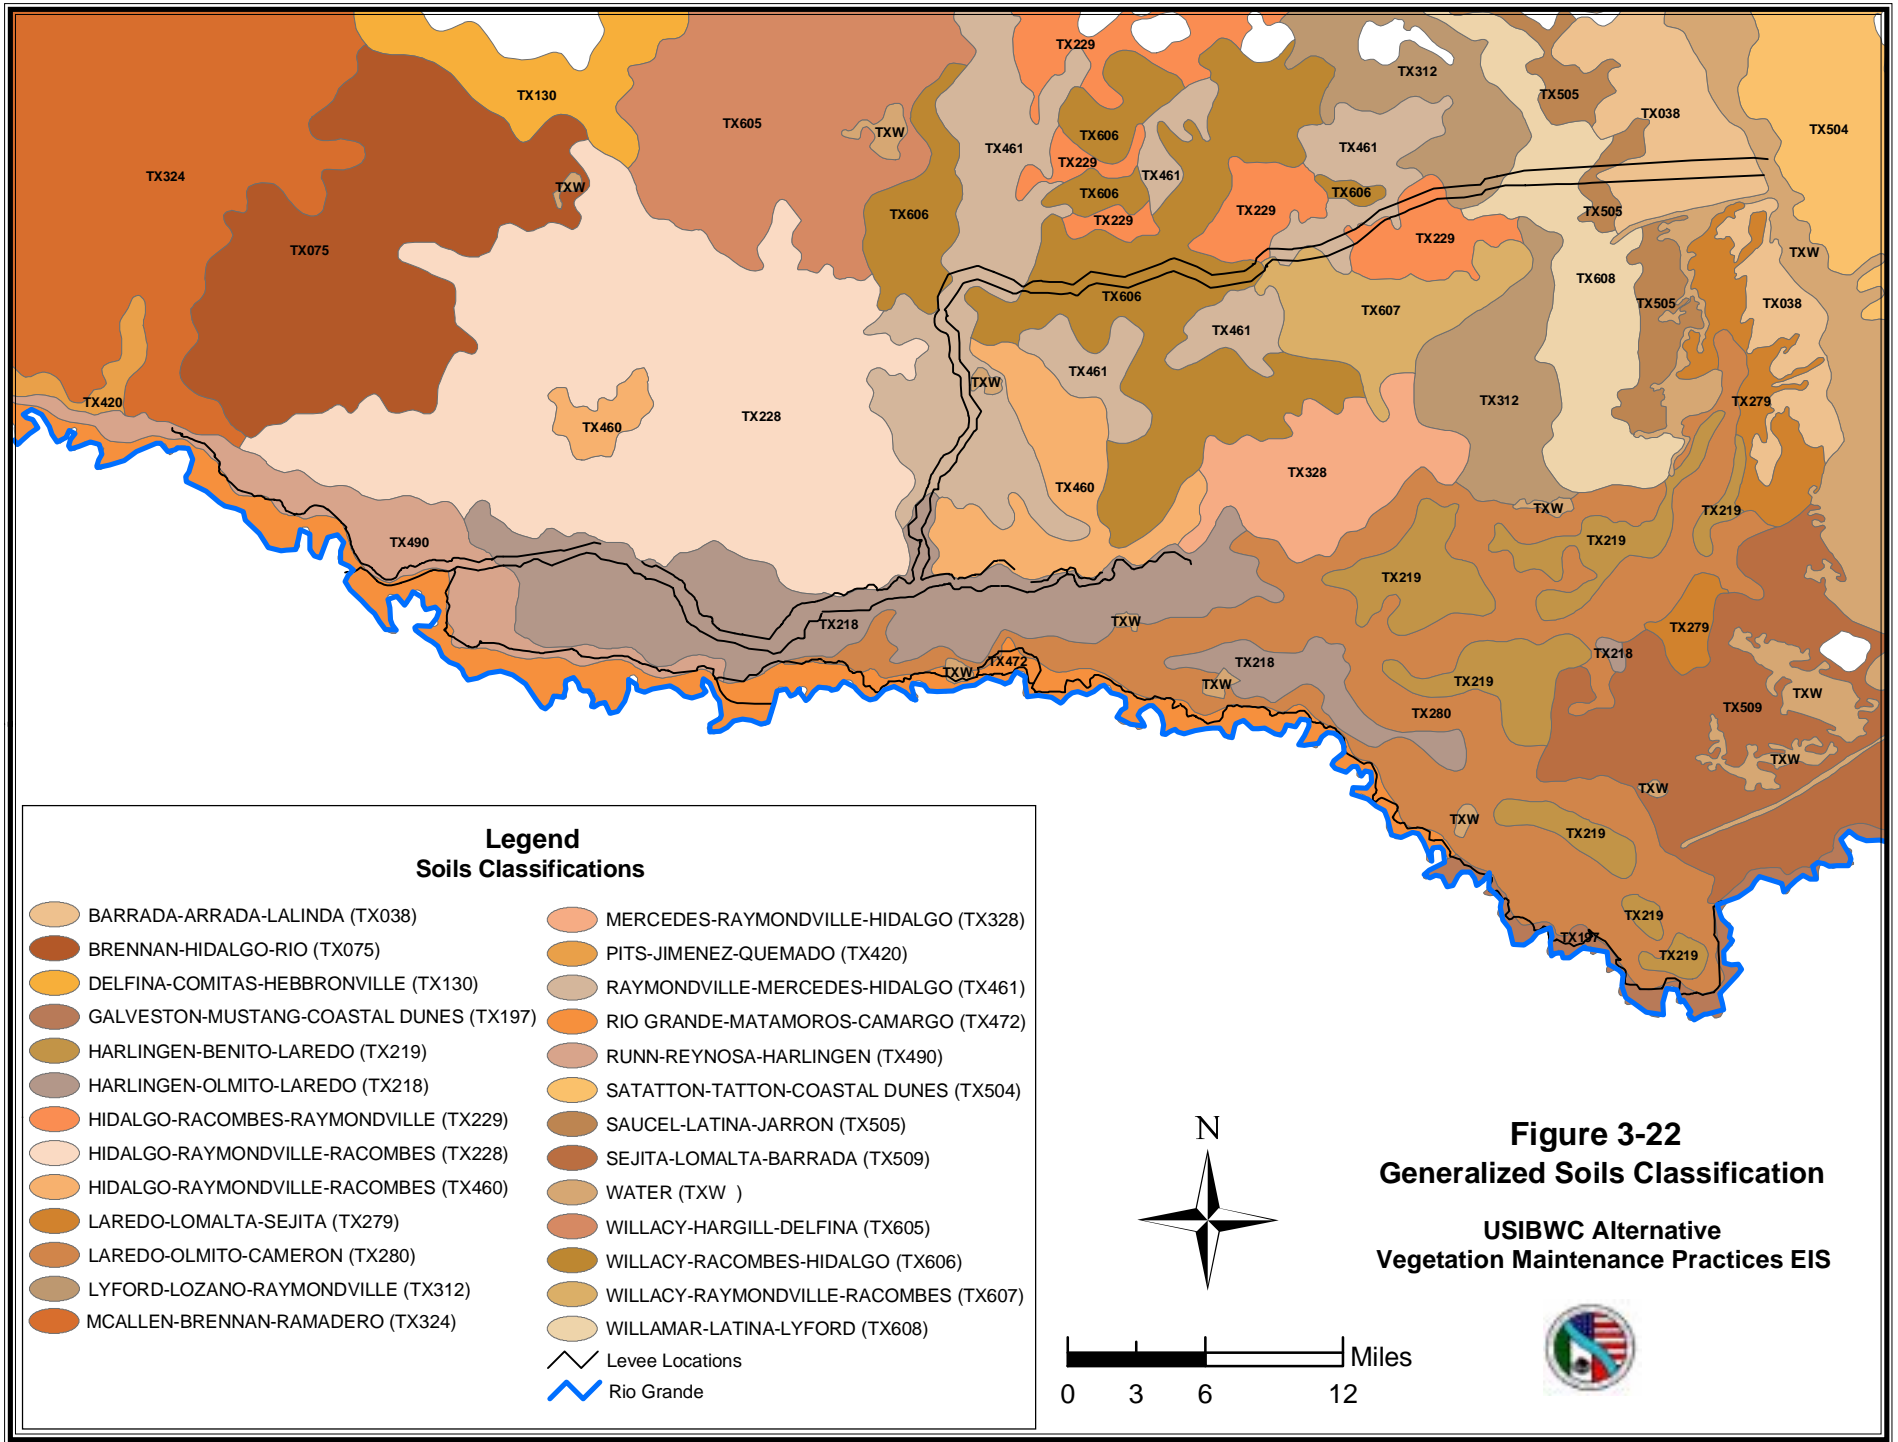 TX229
TX312
TX130
TX505
TX038
TX605
TX504
TXW
TX606
TX461
TX461
TX229
TX324
TX461
TXW
TX606
TX606
TX606
TX229
TX505
TX229
TX229
TX075
TXW
TX608
TX606
TX505
TX038
TX607
TX461
TX461
TXW
TX420
TX312
TX279
TX228
TX460
TX328
TX460
TXW
TX219
TX490
TX219
TX219
TXW
TX218
TX279
TX218
TX472
TX218
TXW
TXW
TX219
TXW
TX509
TX280
TXW
TXW
TXW
TX219
TX219
TX197
TX219
Legend
Soils Classifications
BARRADA-ARRADA-LALINDA (TX038)
BRENNAN-HIDALGO-RIO (TX075)
DELFINA-COMITAS-HEBBRONVILLE (TX130)
GALVESTON-MUSTANG-COASTAL DUNES (TX197)
HARLINGEN-BENITO-LAREDO (TX219)
HARLINGEN-OLMITO-LAREDO (TX218)
HIDALGO-RACOMBES-RAYMONDVILLE (TX229)
HIDALGO-RAYMONDVILLE-RACOMBES (TX228)
HIDALGO-RAYMONDVILLE-RACOMBES (TX460)
LAREDO-LOMALTA-SEJITA (TX279)
LAREDO-OLMITO-CAMERON (TX280)
LYFORD-LOZANO-RAYMONDVILLE (TX312)
MCALLEN-BRENNAN-RAMADERO (TX324)
MERCEDES-RAYMONDVILLE-HIDALGO (TX328)
PITS-JIMENEZ-QUEMADO (TX420)
RAYMONDVILLE-MERCEDES-HIDALGO (TX461)
RIO GRANDE-MATAMOROS-CAMARGO (TX472)
RUNN-REYNOSA-HARLINGEN (TX490)
SATATTON-TATTON-COASTAL DUNES (TX504)
SAUCEL-LATINA-JARRON (TX505)
SEJITA-LOMALTA-BARRADA (TX509)
WATER (TXW )
WILLACY-HARGILL-DELFINA (TX605)
WILLACY-RACOMBES-HIDALGO (TX606)
WILLACY-RAYMONDVILLE-RACOMBES (TX607)
WILLAMAR-LATINA-LYFORD (TX608)
Levee Locations
Rio Grande
N
Miles
0 3 6 12
Figure 3-22
Generalized Soils Classification
USIBWC Alternative
Vegetation Maintenance Practices EIS